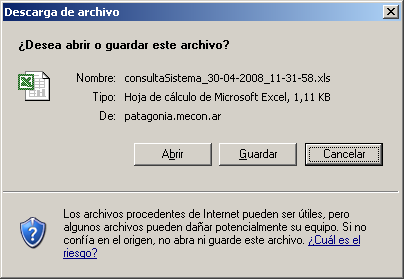 Descarga de archivo
¿Desea abrir o guardar este archivo?
Nombre: consultaSistema_30-04-2008_11-31-58.xls
Tipo: Hoja de cálculo de Microsoft Excel, 1,11 KB
De: patagonia.mecon.ar
Abrir Guardar Cancelar
Los archivos procedentes de Internet pueden ser útiles, pero
algunos archivos pueden dañar potencialmente su equipo. Si no
confía en el origen, no abra ni guarde este archivo. ¿Cuál es el
riesgo?